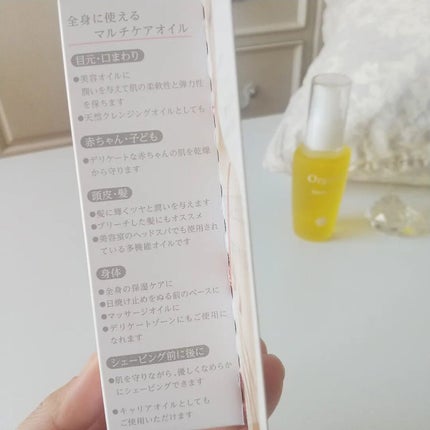 全身に使える
マルチケアオイル
目元・口まわり
●美容オイルに
潤いを与えて肌の柔軟性と弾力性
を保ちます
●天然クレンジングオイルとしても
赤ちゃん・子ども
●デリケートな赤ちゃんの肌を乾燥
から守ります
頭皮・髪
●髪に輝くツヤと潤いを与えます
●ブリーチした髪にもオススメ
●美容室のヘッドスパでも使用され
ている多機能オイルです
身体
●全身の保湿ケアに
●日焼け止めをぬる前のベースに
●マッサージオイルに
●デリケートゾーンにもご使用に
なれます
シェービング前に後に
●肌を守りながら、優しくなめらか
にシェービングできます
●キャリアオイルとしても
ご使用いただけます